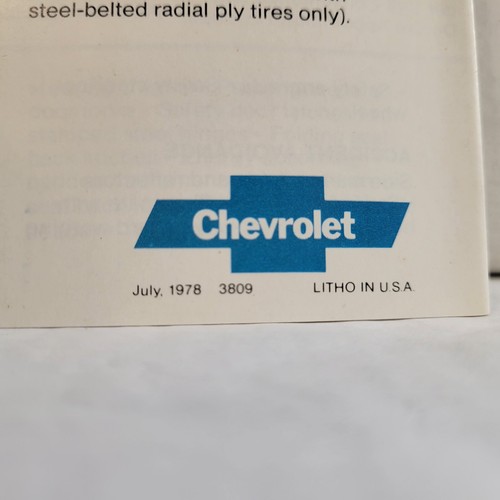 steel-belted radial ply tires only).
Chevrolet
July, 1978 3809 LITHO IN U.S.A.